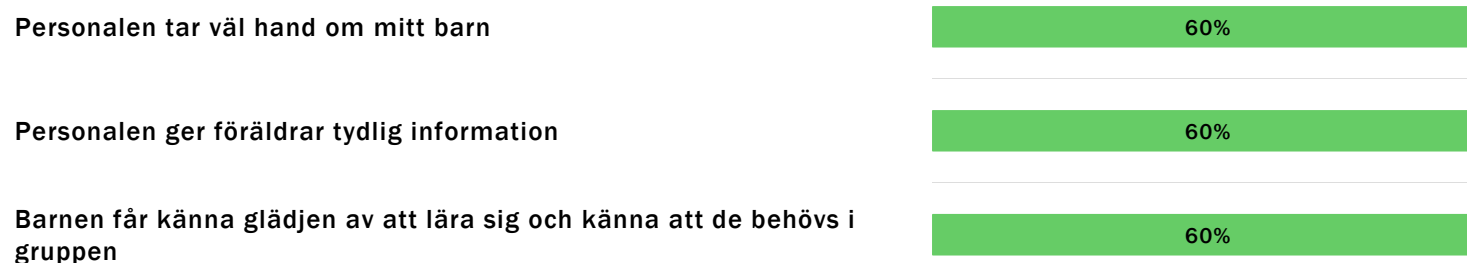 Personalen tar väl hand om mitt barn 60%
Personalen ger föräldrar tydlig information 60%
Barnen får känna glädjen av att lära sig och känna att de behövs i
gruppen
60%